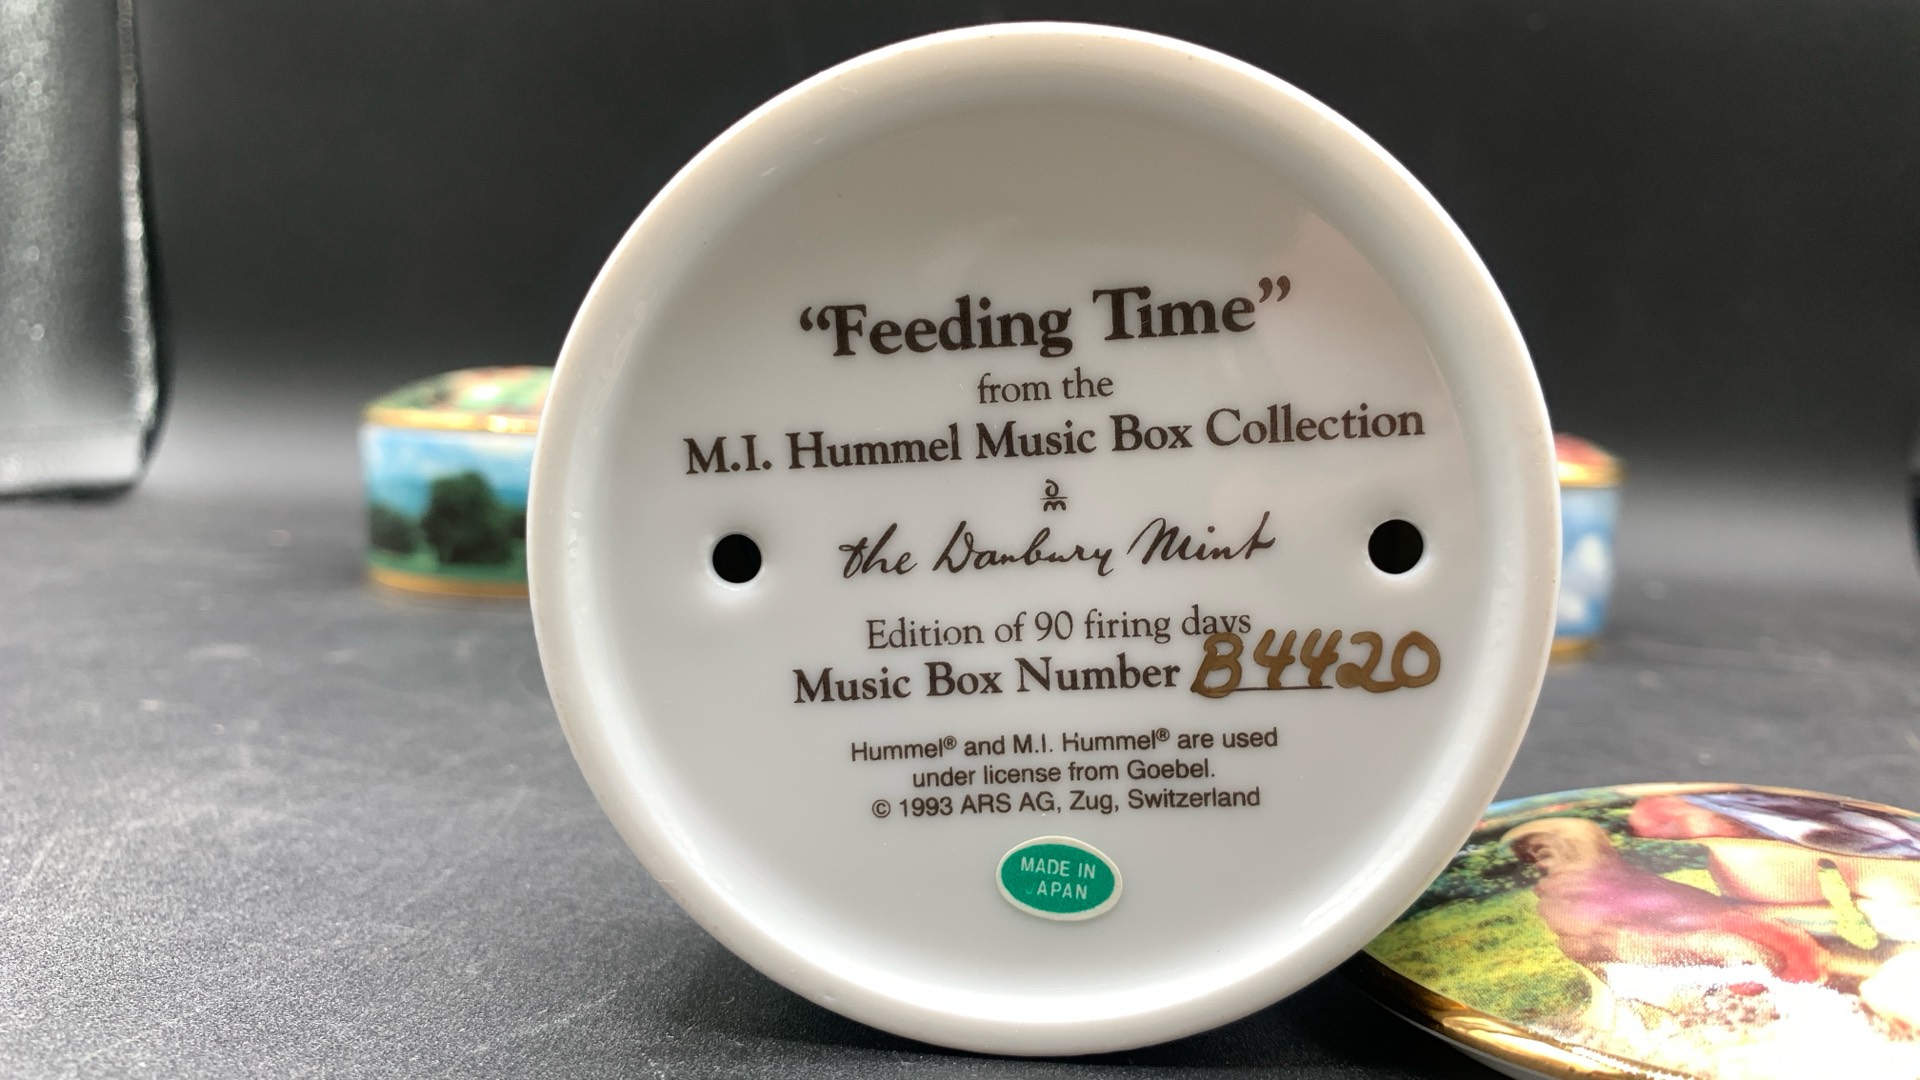 “Feeding Time”
from the
M.I. Hummel Music Box Collection
the Danbury Mint
Edition of 90 firing days
Music Box Number B4420
Hummel® and M.I. Hummel® are used
under license from Goebel.
© 1993 ARS AG, Zug, Switzerland
MADE IN
JAPAN